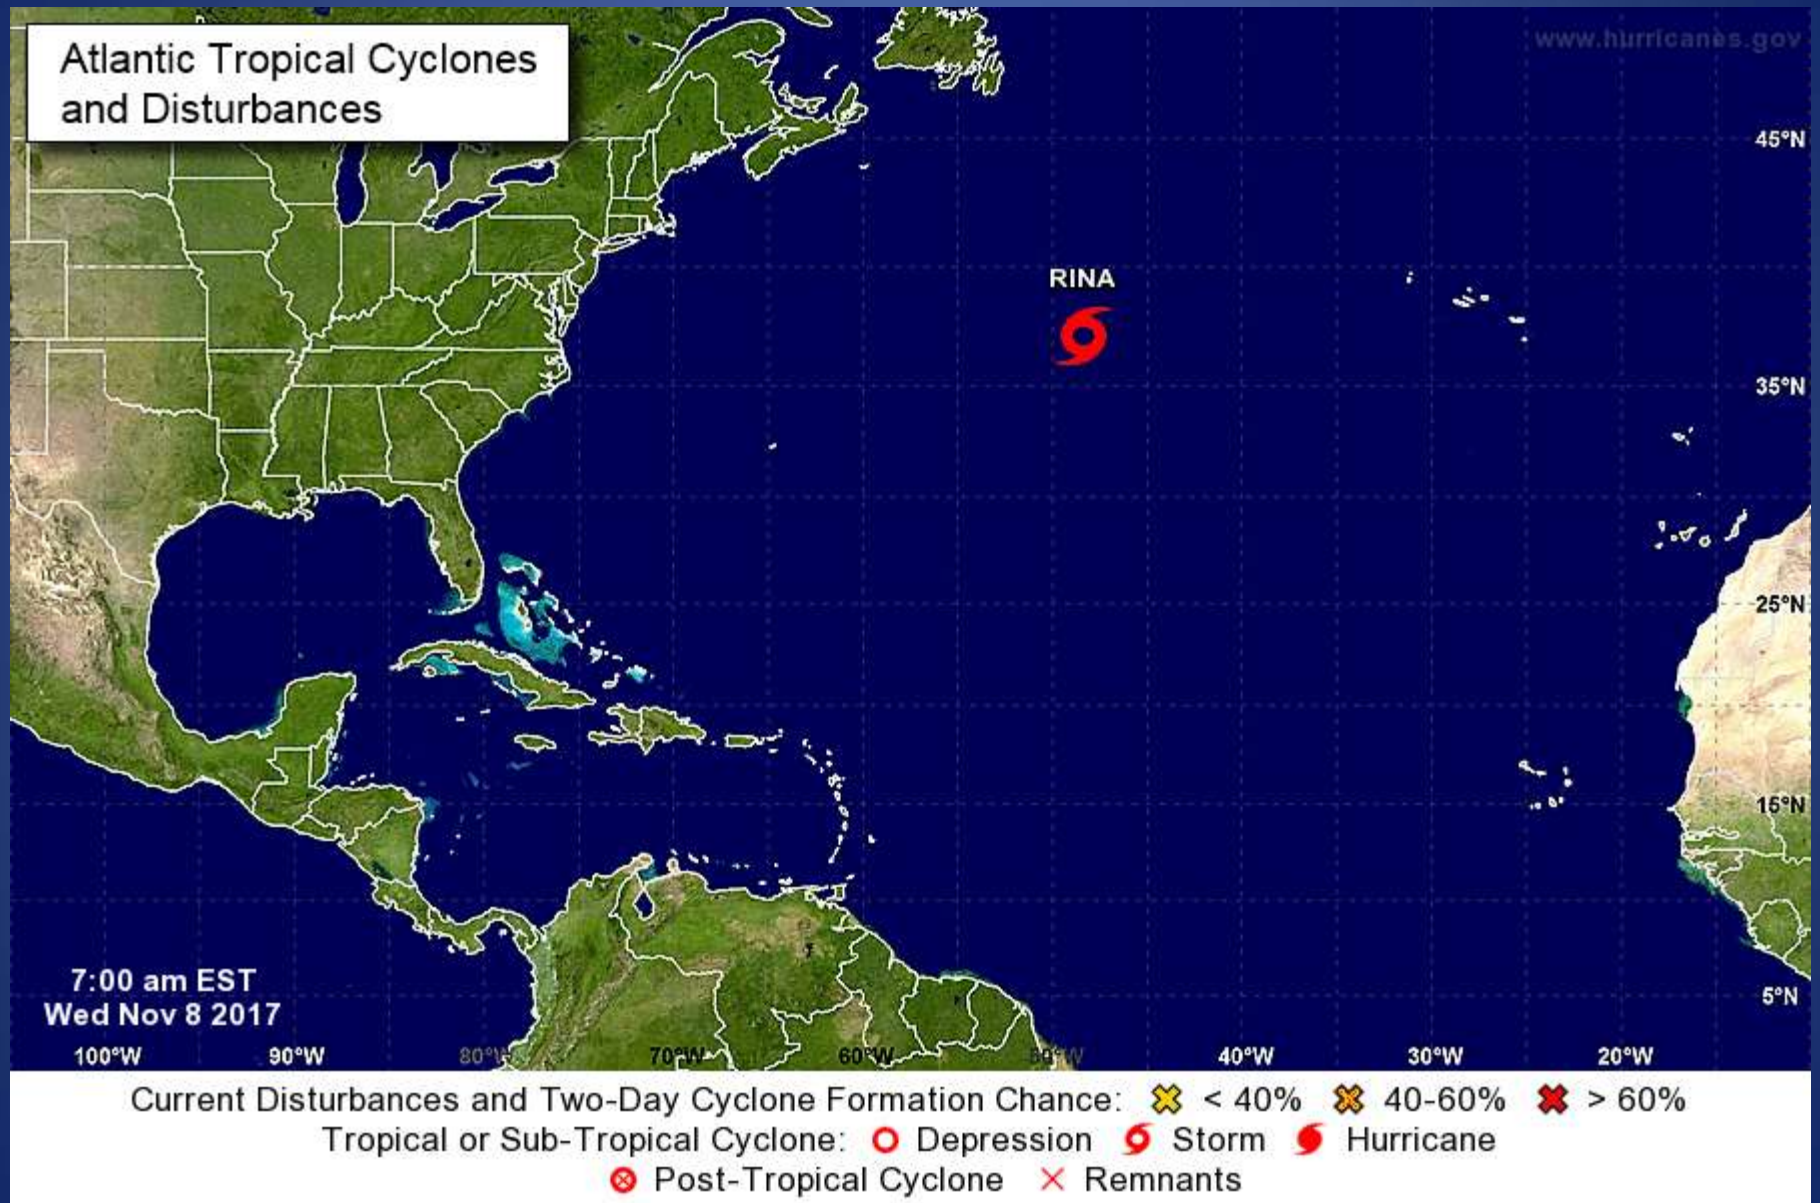 Atlantic Tropical Cyclones
and Disturbances
www.hurricanes.gov
45°N
RINA
35°N
25°N
15°N
5°N
7:00 am EST
Wed Nov 8 2017
100°W 90°W 80°W 70°W 60°W 50°W 40°W 30°W 20°W
Current Disturbances and Two-Day Cyclone Formation Chance: < 40% 40-60% > 60%
Tropical or Sub-Tropical Cyclone: Depression Storm Hurricane
Post-Tropical Cyclone Remnants